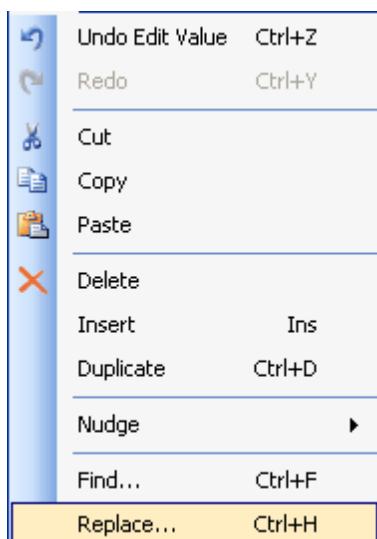 Undo Edit Value Ctrl+Z
Redo Ctrl+Y
Cut
Copy
Paste
Delete
Insert Ins
Duplicate Ctrl+D
Nudge
Find... Ctrl+F
Replace... Ctrl+H